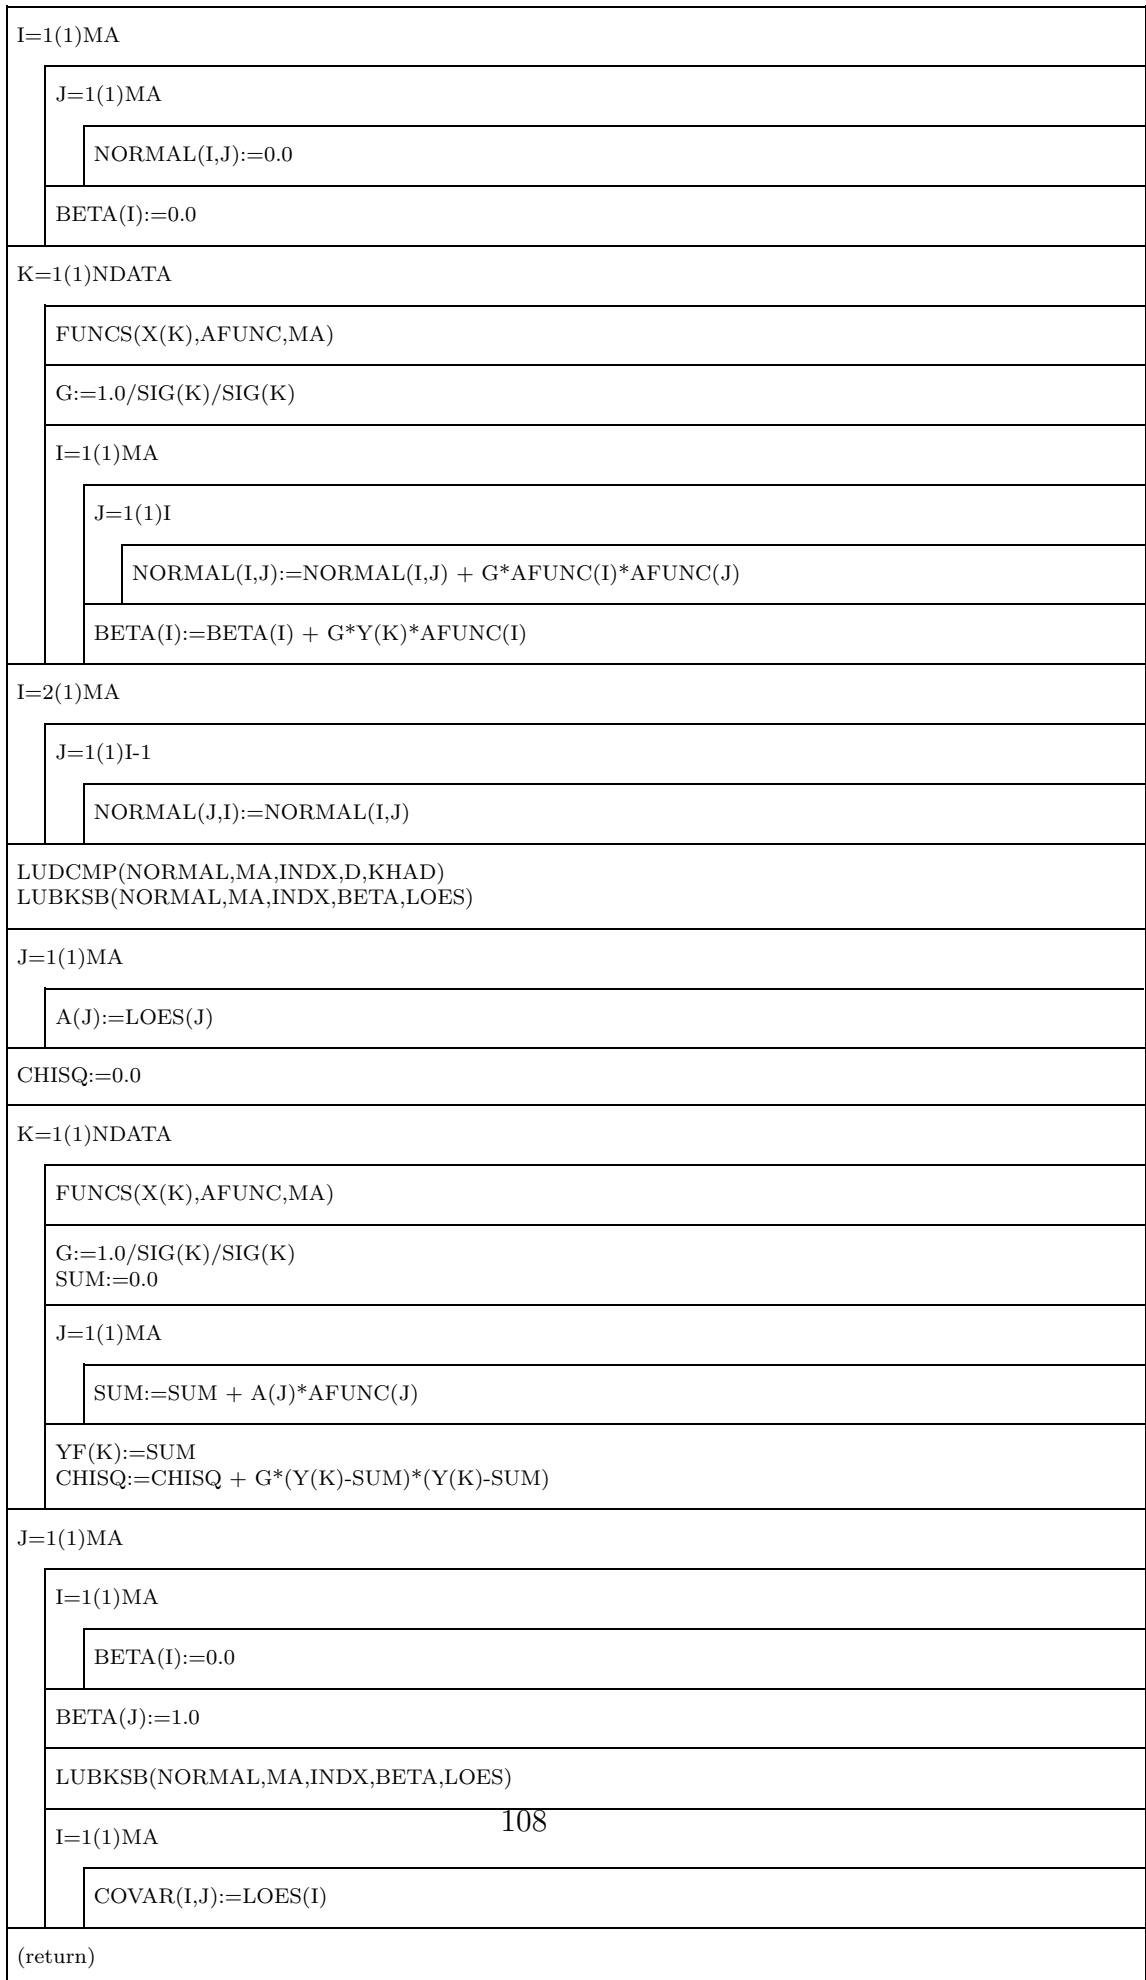 I=1(1)MA
J=1(1)MA
NORMAL(I,J):=0.0
BETA(I):=0.0
K=1(1)NDATA
FUNCS(X(K),AFUNC,MA)
G:=1.0/SIG(K)/SIG(K)
I=1(1)MA
J=1(1)I
NORMAL(I,J):=NORMAL(I,J) + G*AFUNC(I)*AFUNC(J)
BETA(I):=BETA(I) + G*Y(K)*AFUNC(I)
I=2(1)MA
J=1(1)I-1
NORMAL(J,I):=NORMAL(I,J)
LUDCMP(NORMAL,MA,INDX,D,KHAD)
LUBKSB(NORMAL,MA,INDX,BETA,LOES)
J=1(1)MA
A(J):=LOES(J)
CHISQ:=0.0
K=1(1)NDATA
FUNCS(X(K),AFUNC,MA)
G:=1.0/SIG(K)/SIG(K)
SUM:=0.0
J=1(1)MA
SUM:=SUM + A(J)*AFUNC(J)
YF(K):=SUM
CHISQ:=CHISQ + G*(Y(K)-SUM)*(Y(K)-SUM)
J=1(1)MA
I=1(1)MA
BETA(I):=0.0
BETA(J):=1.0
LUBKSB(NORMAL,MA,INDX,BETA,LOES)
108
I=1(1)MA
COVAR(I,J):=LOES(I)
(return)